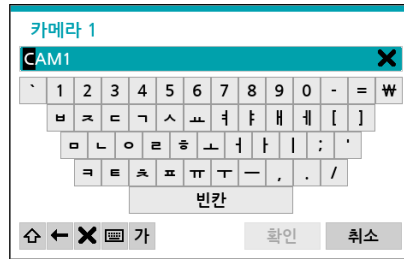 카메라 1
CAM1
` 1 2 3 4 5 6 7 8 9 0 - = ₩
ㅂ ㅈ ㄷ ㄱ ㅅ ㅛ ㅕ ㅑ ㅐ ㅔ [ ]
ㅁ ㄴ ㅇ ㄹ ㅎ ㅗ ㅓ ㅏ ㅣ ; '
ㅋ ㅌ ㅊ ㅍ ㅠ ㅜ ㅡ , . /
빈칸
가 확인 취소